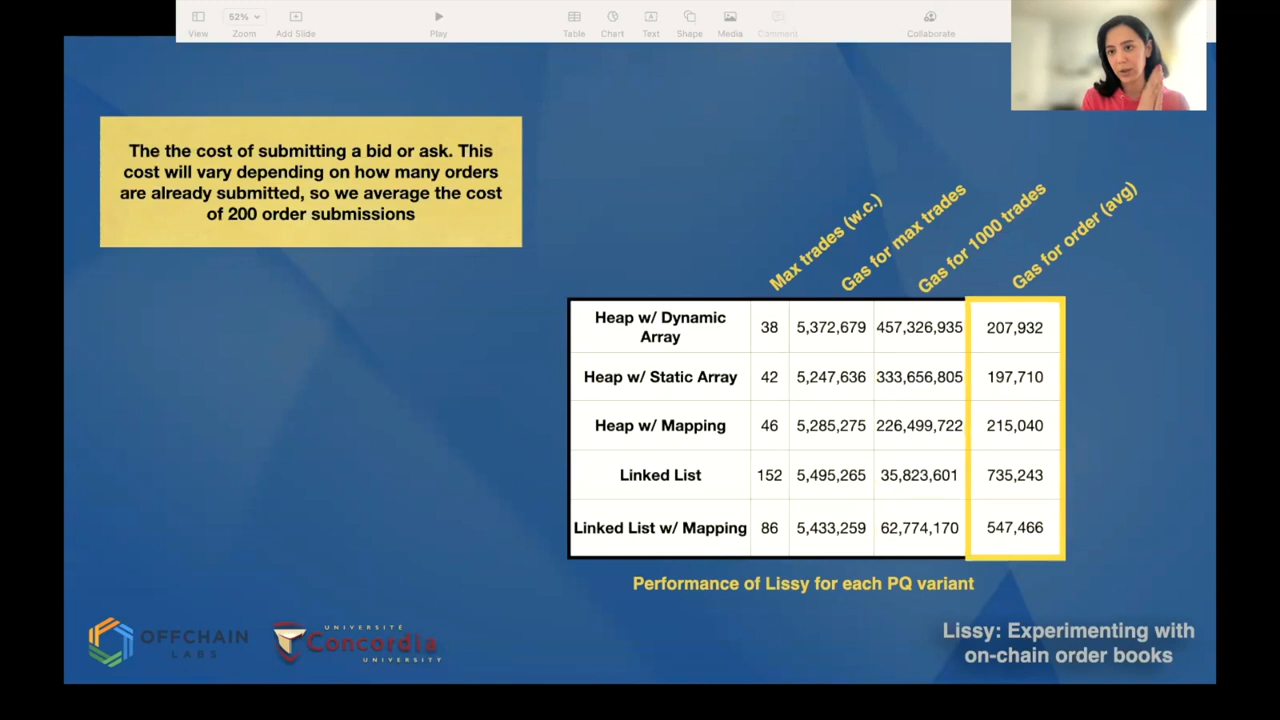 View
52%
Zoom
Add Slide
Play
Table
Chart
Text
Shape
Media
Comment
Collaborate
The the cost of submitting a bid or ask. This
cost will vary depending on how many orders
are already submitted, so we average the cost
of 200 order submissions
Max trades (w.c.)
Gas for max trades
Gas for 1000 trades
Gas for order (avg)
Heap w/ Dynamic
Array
38 5,372,679 457,326,935 207,932
Heap w/ Static Array 42 5,247,636 333,656,805 197,710
Heap w/ Mapping 46 5,285,275 226,499,722 215,040
Linked List 152 5,495,265 35,823,601 735,243
Linked List w/ Mapping 86 5,433,259 62,774,170 547,466
Performance of Lissy for each PQ variant
OFFCHAIN
LABS
UNIVERSITÉ
Concordia
UNIVERSITY
Lissy: Experimenting with
on-chain order books